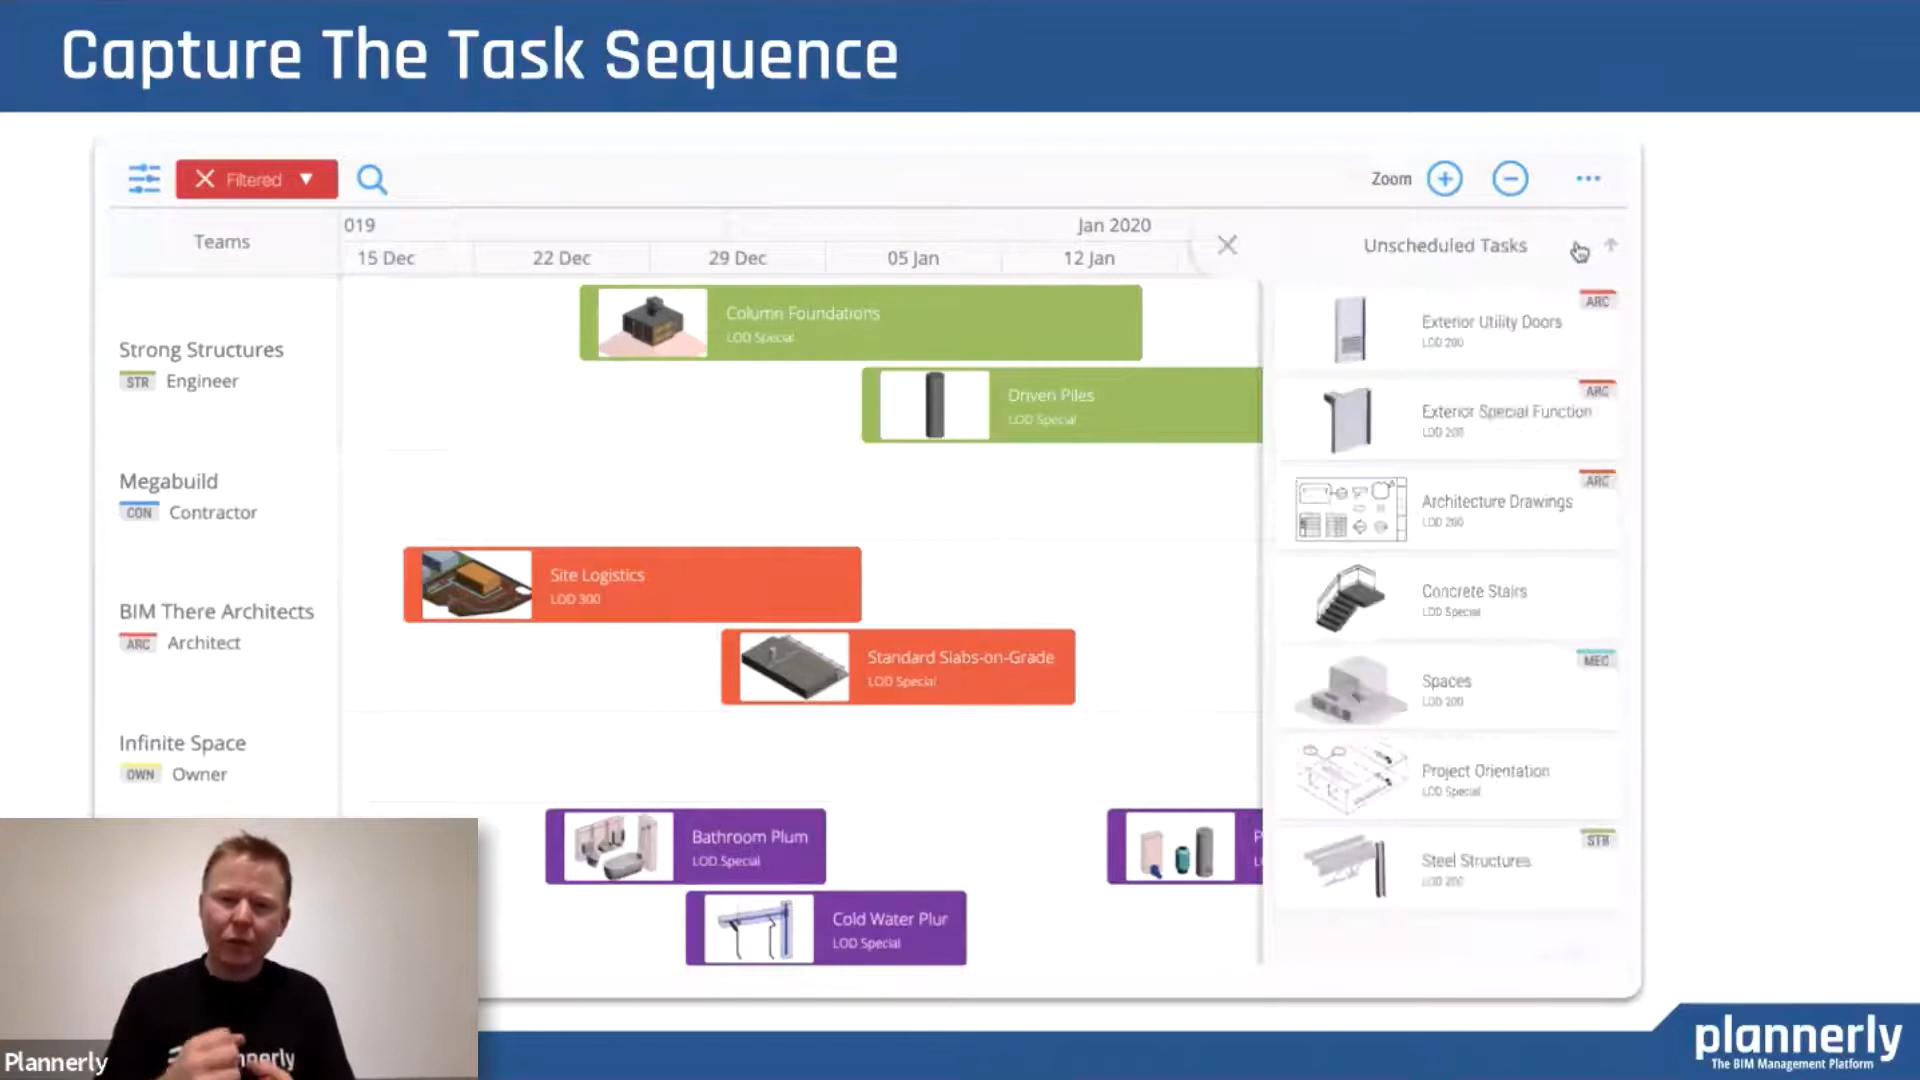 Capture The Task Sequence
Filtered
Zoom
Teams
019
Jan 2020
15 Dec
22 Dec
29 Dec
05 Jan
12 Jan
Unscheduled Tasks
Strong Structures
STR Engineer
Column Foundations
LOD Special
Driven Piles
LOD Special
Megabuild
CON Contractor
BIM There Architects
ARC Architect
Site Logistics
LOD 300
Standard Slabs-on-Grade
LOD Special
Infinite Space
OWN Owner
Bathroom Plum
LOD Special
Cold Water Plur
LOD Special
P
L
ARC
Exterior Utility Doors
LOD 200
ARC
Exterior Special Function
LOD 200
ARC
Architecture Drawings
LOD 200
Concrete Stairs
LOD Special
MEC
Spaces
LOD 200
Project Orientation
LOD Special
STR
Steel Structures
LOD 200
Plannerly
plannerly
The BIM Management Platform